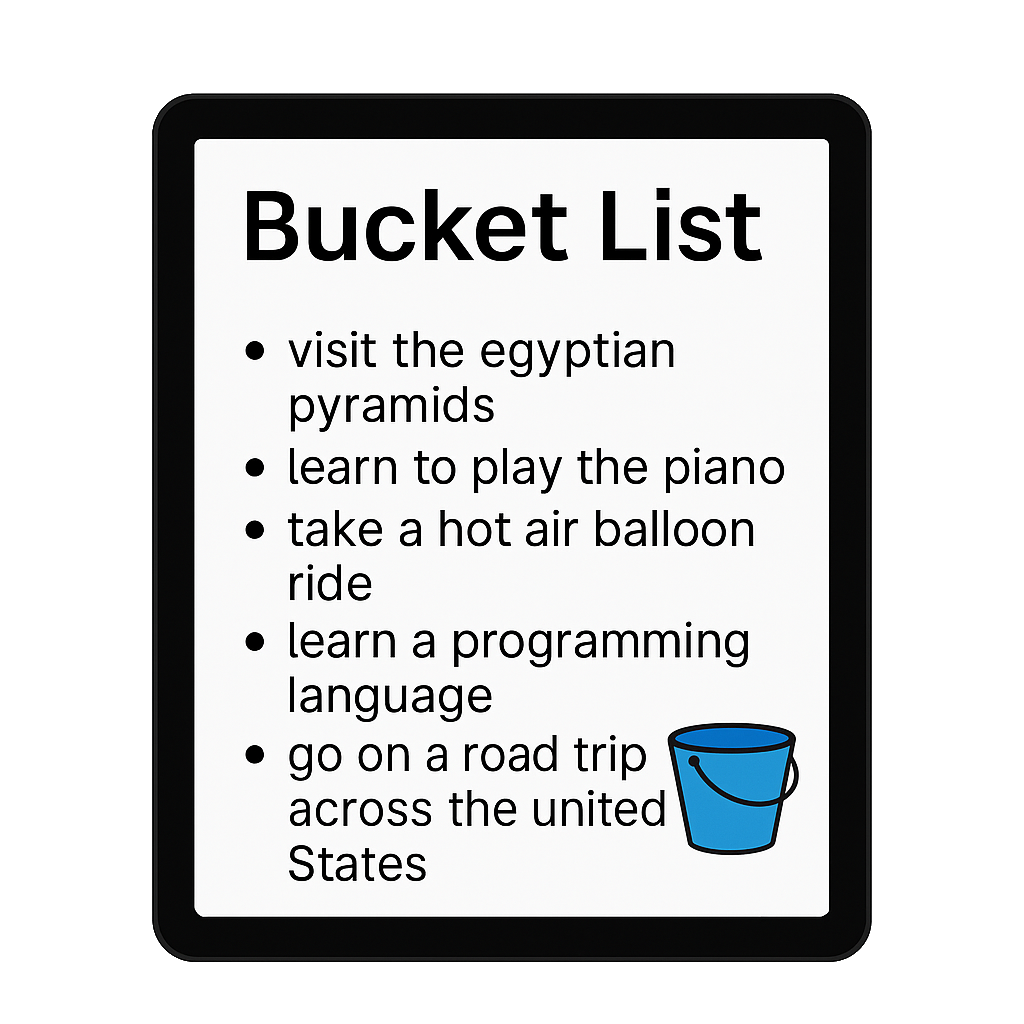 Bucket List
• visit the egyptian
pyramids
• learn to play the piano
• take a hot air balloon
ride
• learn a programming
language
• go on a road trip
across the united
States